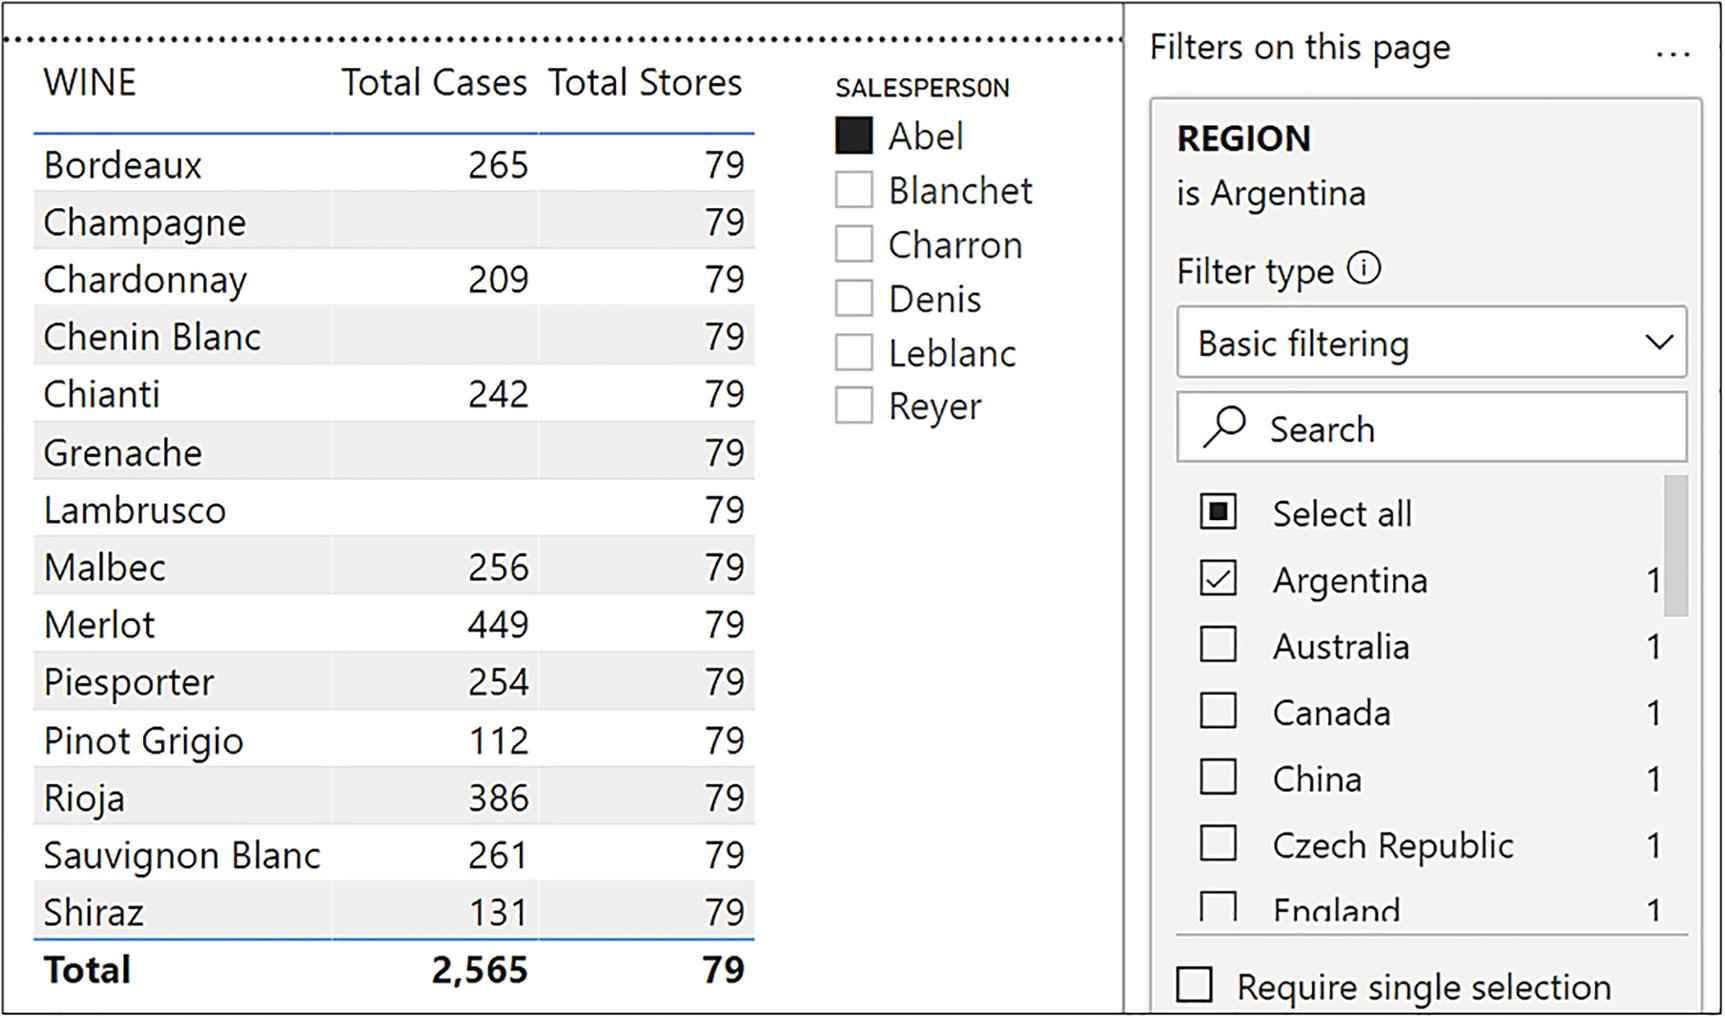 WINE Total Cases Total Stores
Bordeaux 265 79
Champagne 79
Chardonnay 209 79
Chenin Blanc 79
Chianti 242 79
Grenache 79
Lambrusco 79
Malbec 256 79
Merlot 449 79
Piesporter 254 79
Pinot Grigio 112 79
Rioja 386 79
Sauvignon Blanc 261 79
Shiraz 131 79
Total 2,565 79
SALESPERSON
Abel
Blanchet
Charron
Denis
Leblanc
Reyer
Filters on this page ...
REGION
is Argentina
Filter type
Basic filtering
Search
Select all
Argentina 1
Australia 1
Canada 1
China 1
Czech Republic 1
England 1
Require single selection